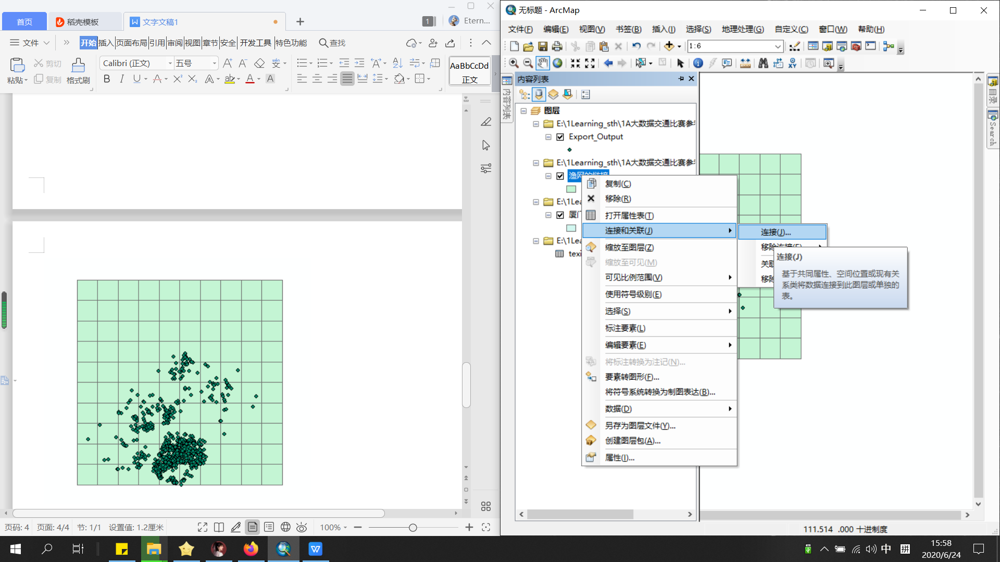 首页
稻壳模板
文字文稿1
1
Etern...
文件
开始
插入
页面布局
引用
审阅
视图
章节
安全
开发工具
特色功能
查找
粘贴
剪切
复制
格式刷
Calibri (正文)
五号
AaBbCcDd
正文
页码: 4
页面: 4/4
节: 1/1
设置值: 1.2厘米
100%
无标题 - ArcMap
文件(F)
编辑(E)
视图(V)
书签(B)
插入(I)
选择(S)
地理处理(G)
自定义(C)
窗口(W)
帮助(H)
1:6
内容列表
内容列表
图层
E:\1Learning_sth\1A大数据交通比赛参考
Export_Output
E:\1Learning_sth\1A大数据交通比赛参考
渔网的链接
E:\1Lea
厦门
E:\1Lea
texi
复制(C)
移除(R)
打开属性表(T)
连接和关联(J)
缩放至图层(Z)
缩放至可见(M)
可见比例范围(V)
使用符号级别(E)
选择(S)
标注要素(L)
编辑要素(E)
将标注转换为注记(N)...
要素转图形(F)...
将符号系统转换为制图表达(B)...
数据(D)
另存为图层文件(Y)...
创建图层包(A)...
属性(I)...
连接(J)...
移除连接(E)
关联
移除
连接(J)
基于共同属性、空间位置或现有关
系类将数据连接到此图层或单独的
表。
目录
Search
111.514 .000 十进制度
中
拼
15:58
2020/6/24